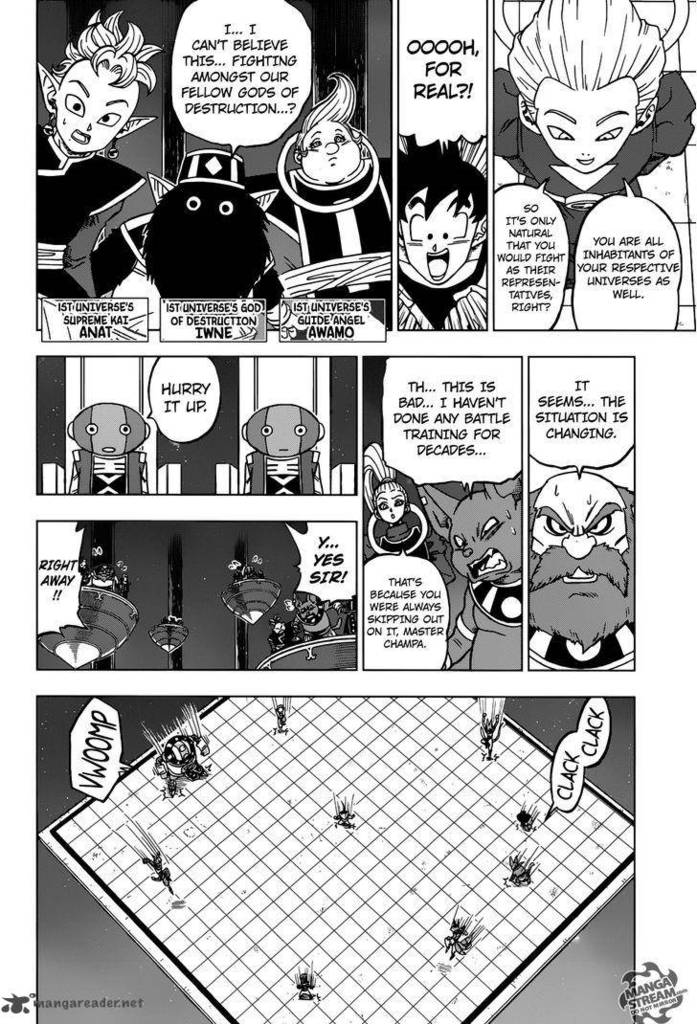 YOU ARE ALL
INHABITANTS OF
YOUR RESPECTIVE
UNIVERSES AS
WELL.
SO
IT'S ONLY
NATURAL
THAT YOU
WOULD FIGHT
AS THEIR
REPRESEN-
TATIVES,
RIGHT?
OOOOH,
FOR
REAL?!
I... I
CAN'T BELIEVE
THIS... FIGHTING
AMONGST OUR
FELLOW GODS OF
DESTRUCTION...?
1ST UNIVERSE'S
GUIDE ANGEL
AWAMO
1ST UNIVERSE'S GOD
OF DESTRUCTION
IWNE
1ST UNIVERSE'S
SUPREME KAI
ANAT
IT
SEEMS... THE
SITUATION IS
CHANGING.
TH... THIS IS
BAD... I HAVEN'T
DONE ANY BATTLE
TRAINING FOR
DECADES...
THAT'S
BECAUSE YOU
WERE ALWAYS
SKIPPING OUT
ON IT, MASTER
CHAMPA.
HURRY
IT UP.
Y...
YES
SIR!
RIGHT
AWAY
!!
CLACK
CLACK
VWOOMP
mangareader.net
MANGA
STREAM.com
DO NOT MIRROR